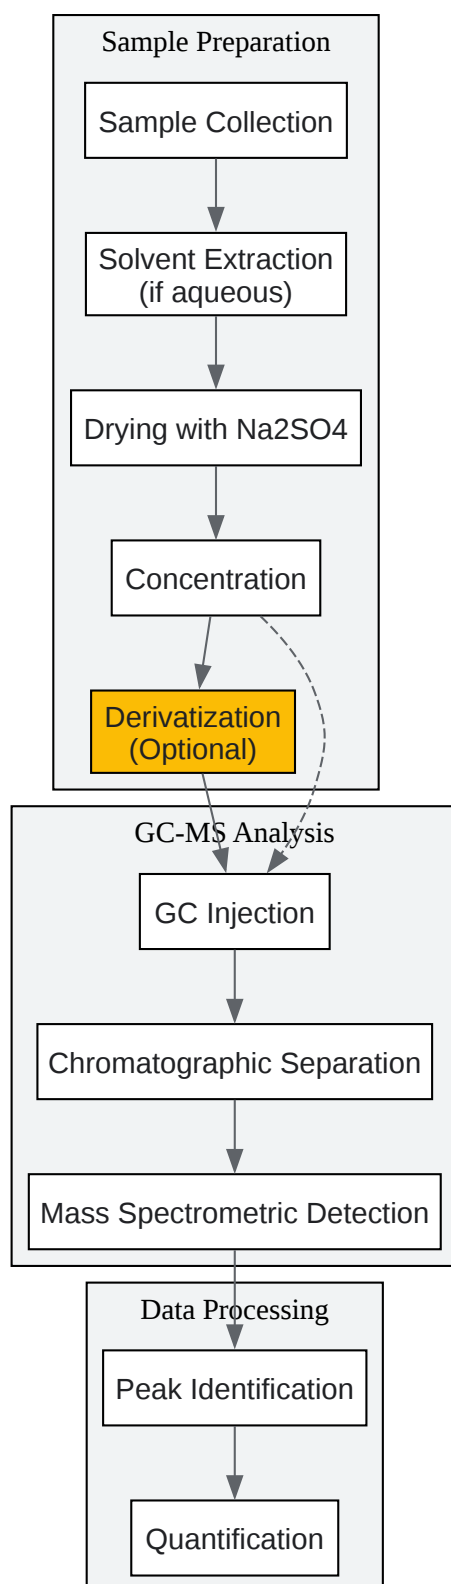 Sample Preparation
Sample Collection
Solvent Extraction
(if aqueous)
Drying with Na2SO4
Concentration
Derivatization
(Optional)
GC-MS Analysis
GC Injection
Chromatographic Separation
Mass Spectrometric Detection
Data Processing
Peak Identification
Quantification